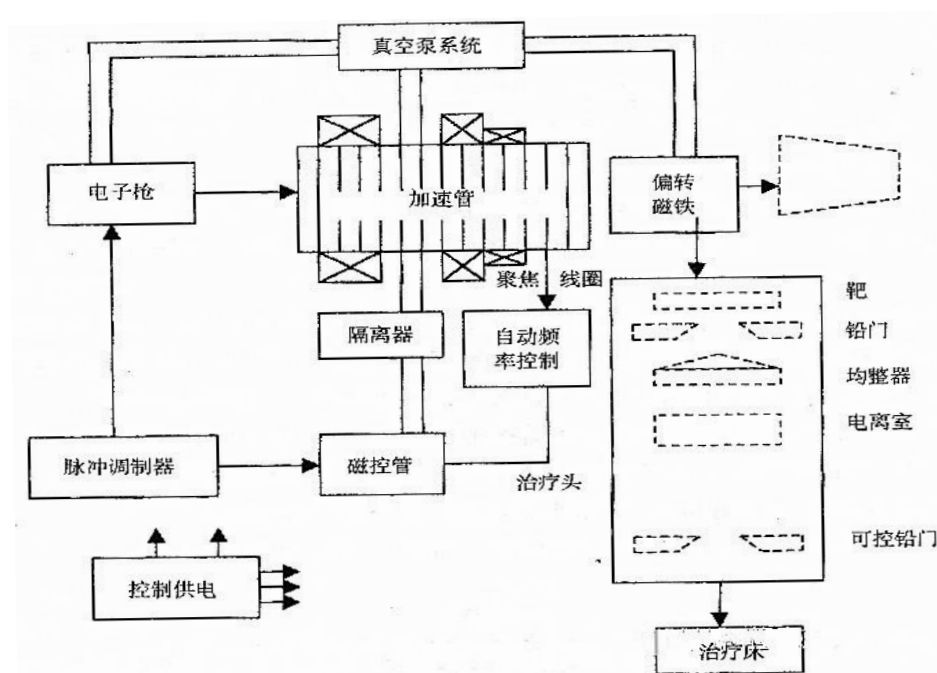 真空泵系统
电子枪
加速管
偏转
磁铁
聚焦 线圈
靶
铅门
隔离器
自动频
率控制
均整器
电离室
脉冲调制器
磁控管
治疗头
可控铅门
控制供电
治疗床